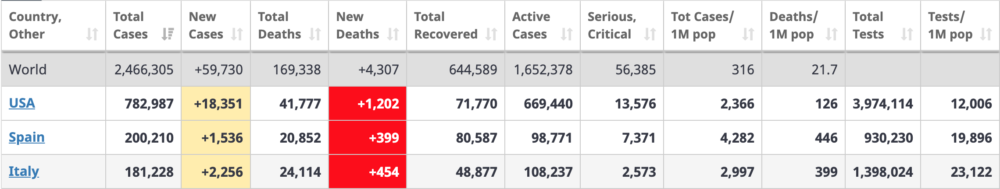 Country, Other Total Cases New Cases Total Deaths New Deaths Total Recovered Active Cases Serious, Critical Tot Cases/ 1M pop Deaths/ 1M pop Total Tests Tests/ 1M pop
World 2,466,305 +59,730 169,338 +4,307 644,589 1,652,378 56,385 316 21.7
USA 782,987 +18,351 41,777 +1,202 71,770 669,440 13,576 2,366 126 3,974,114 12,006
Spain 200,210 +1,536 20,852 +399 80,587 98,771 7,371 4,282 446 930,230 19,896
Italy 181,228 +2,256 24,114 +454 48,877 108,237 2,573 2,997 399 1,398,024 23,122